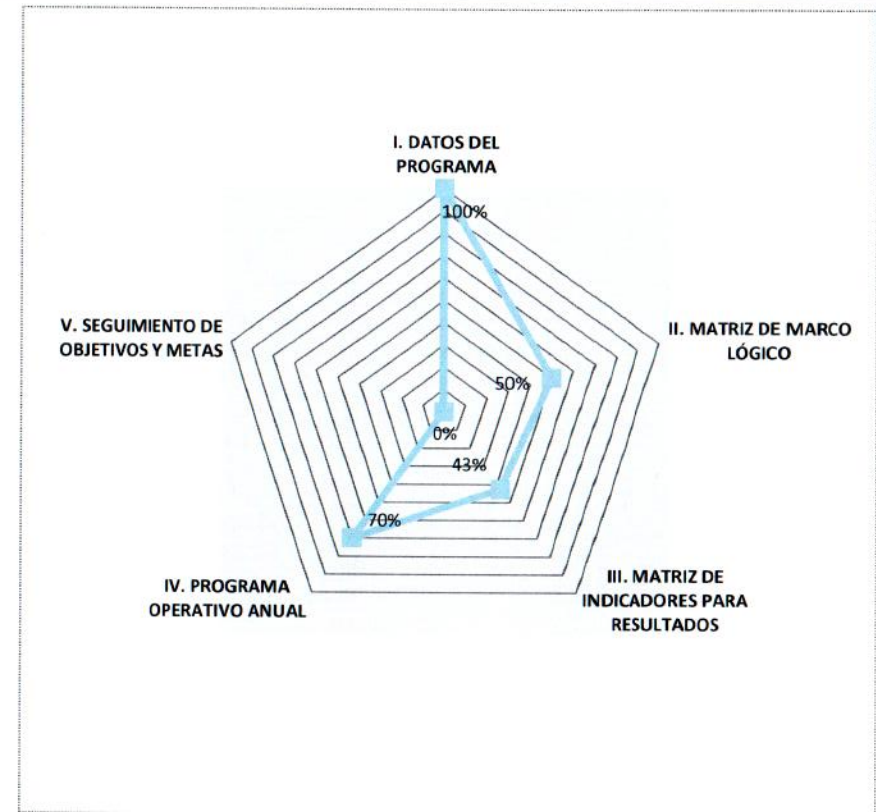 I. DATOS DEL
PROGRAMA
100%
V. SEGUIMIENTO DE
OBJETIVOS Y METAS
II. MATRIZ DE MARCO
LÓGICO
50%
0%
43%
70%
IV. PROGRAMA
OPERATIVO ANUAL
III. MATRIZ DE
INDICADORES PARA
RESULTADOS